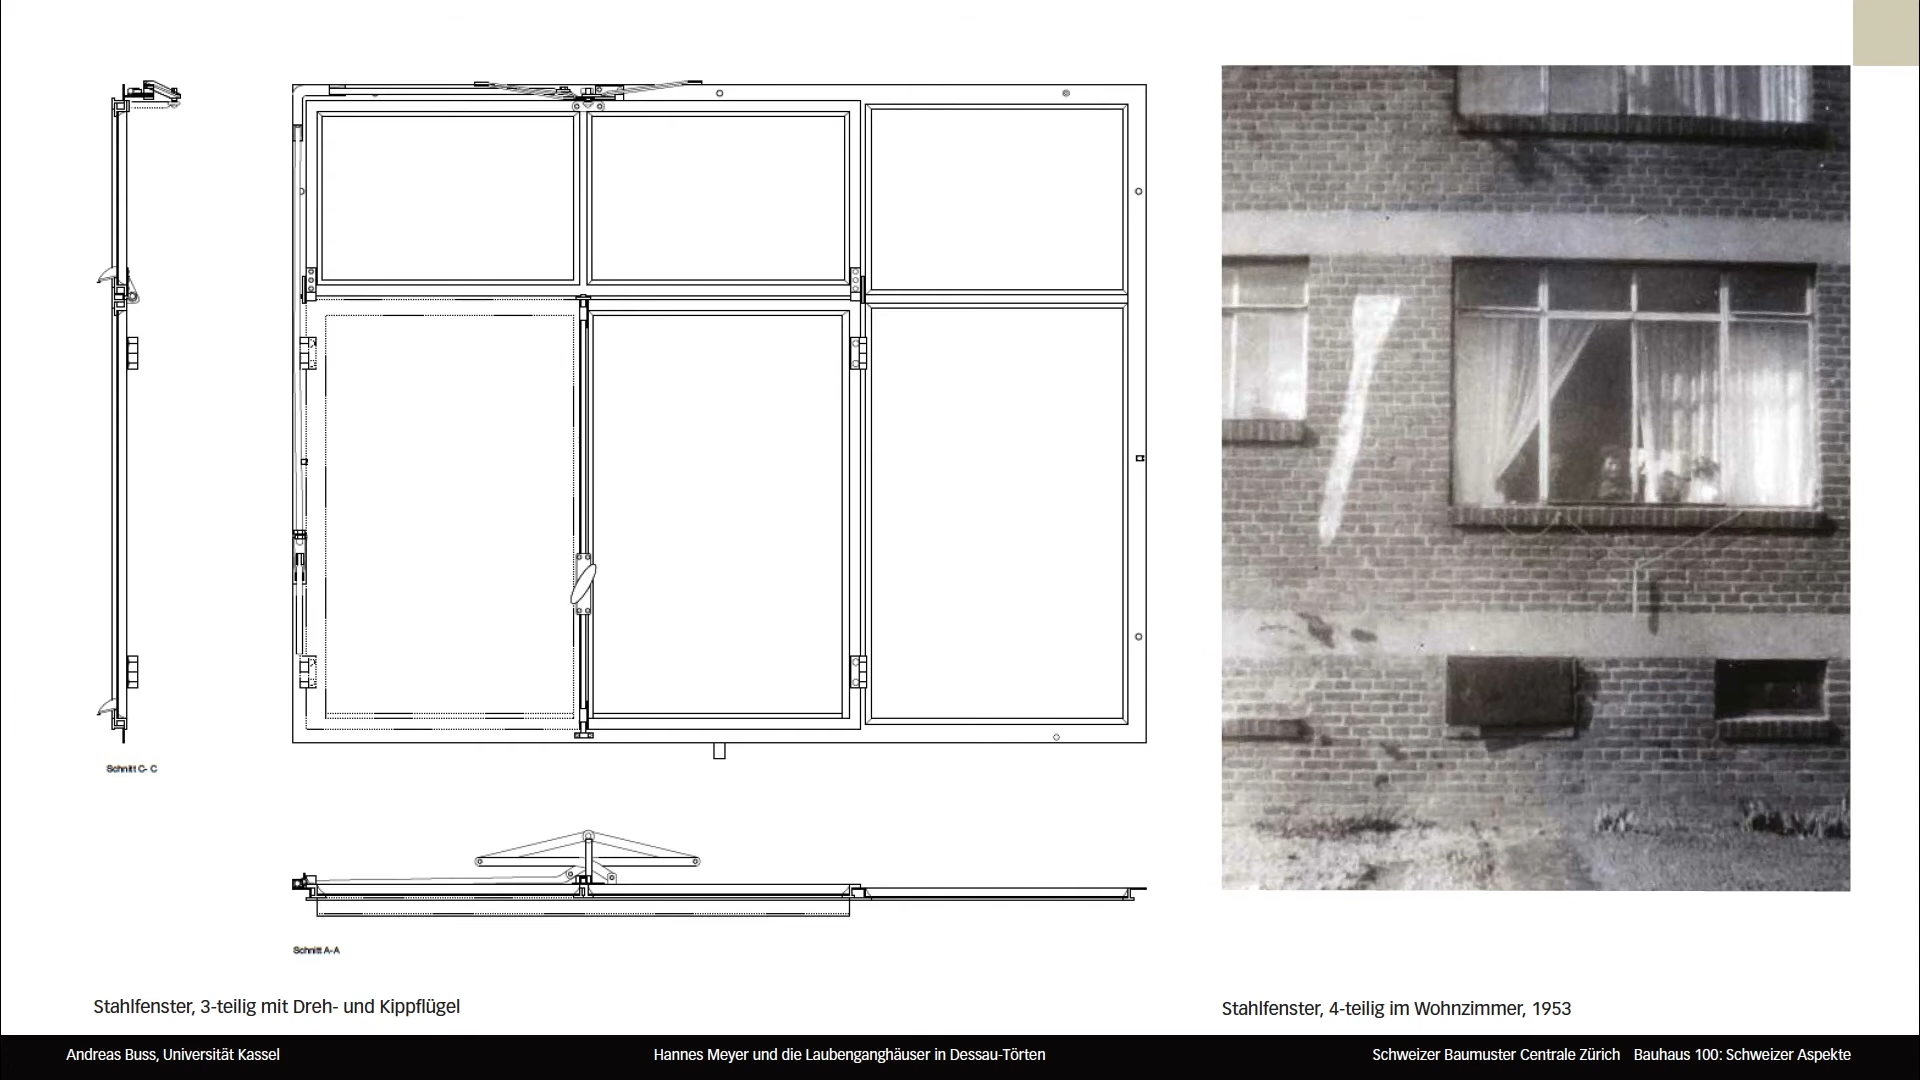 Schnitt C- C
Schnitt A-A
Stahlfenster, 3-teilig mit Dreh- und Kippflügel
Stahlfenster, 4-teilig im Wohnzimmer, 1953
Andreas Buss, Universität Kassel
Hannes Meyer und die Laubenganghäuser in Dessau-Törten
Schweizer Baumuster Centrale Zürich Bauhaus 100: Schweizer Aspekte